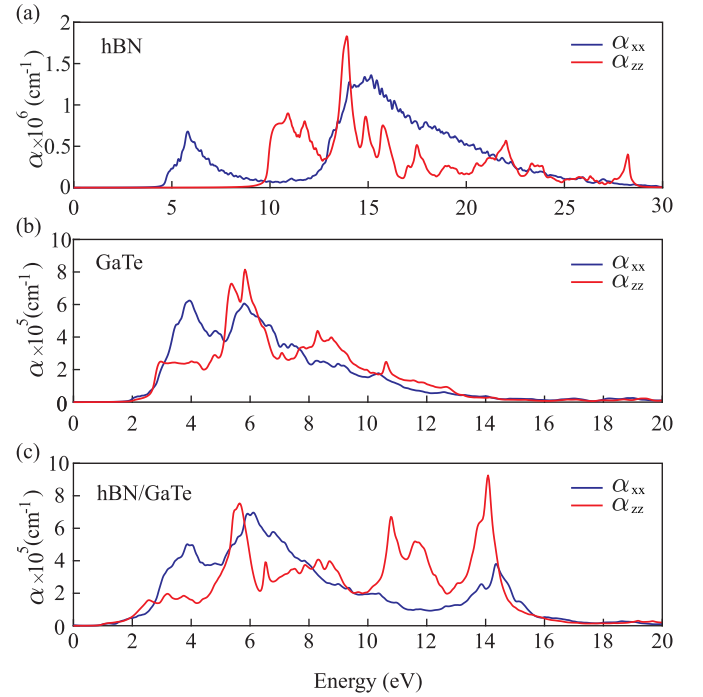 (a)
hBN
α×10⁶ (cm⁻¹)
2
1.5
1
0.5
0
αxx
αzz
0 5 10 15 20 25 30
(b)
GaTe
α×10⁵ (cm⁻¹)
10
8
6
4
2
0
αxx
αzz
0 2 4 6 8 10 12 14 16 18 20
(c)
hBN/GaTe
α×10⁵ (cm⁻¹)
10
8
6
4
2
0
αxx
αzz
0 2 4 6 8 10 12 14 16 18 20
Energy (eV)